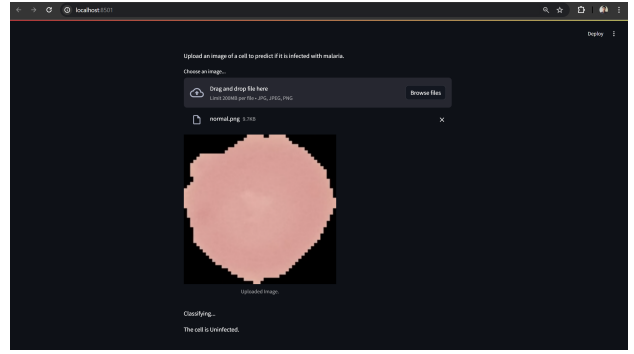 localhost:8501
Deploy
Upload an image of a cell to predict if it is infected with malaria.
Choose an image...
Drag and drop file here
Limit 200MB per file • JPG, JPEG, PNG
Browse files
normal.png 9.7KB
Uploaded Image.
Classifying...
The cell is Uninfected.